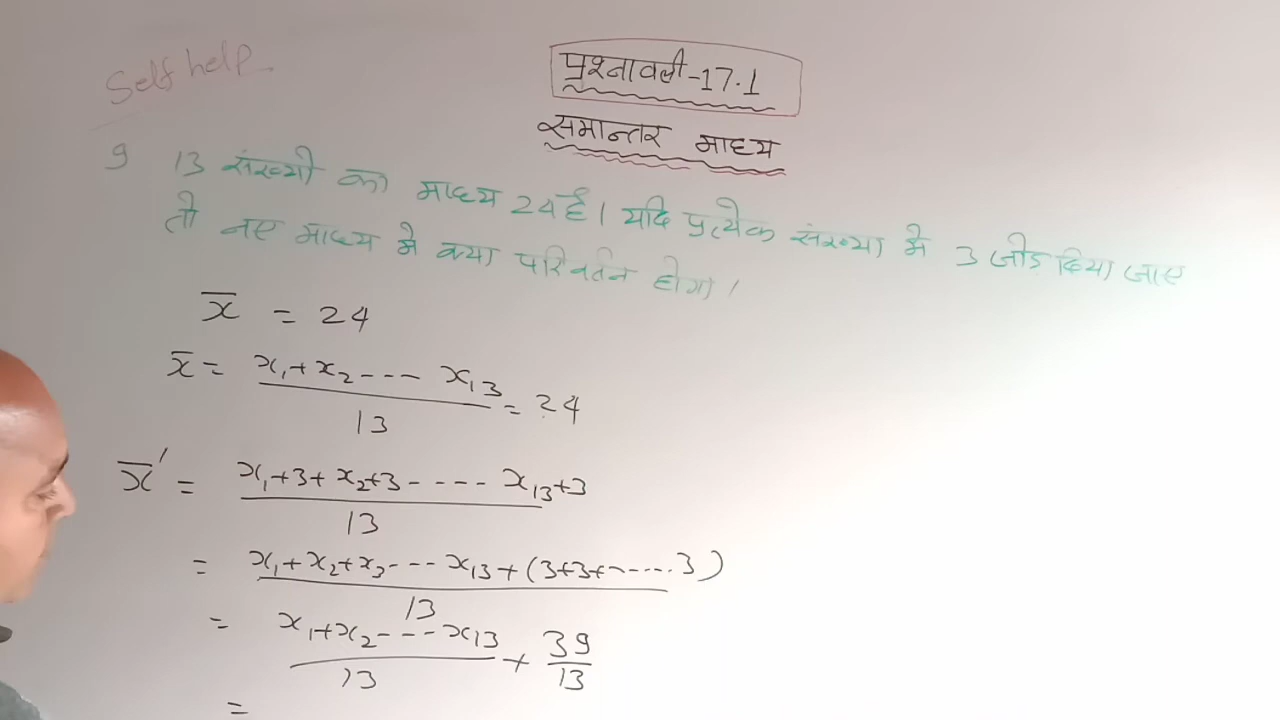 Self help
प्रश्नावली-17.1
समान्तर माध्य
9 13 संख्यों का माध्य 24 है। यदि प्रत्येक संख्या में 3 जोड़ दिया जाए
तो नए माध्य में क्या परिवर्तन होगा।
x̄ = 24
x̄ = (x₁+x₂---- x₁₃)/13 = 24
x̄' = (x₁+3+x₂+3----- x₁₃+3)/13
= (x₁+x₂+x₃---- x₁₃+(3+3+-----3))/13
= (x₁+x₂----x₁₃)/13 + 39/13
=